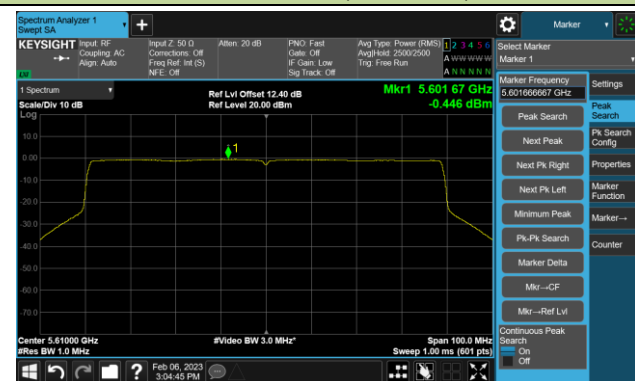 Spectrum Analyzer 1
Swept SA
Marker
KEYSIGHT
Input: RF
Coupling: AC
Align: Auto
Input Z: 50 Ω
Corrections: Off
Freq Ref: Int (S)
NFE: Off
Atten: 20 dB
PNO: Fast
Gate: Off
IF Gain: Low
Sig Track: Off
Avg Type: Power (RMS)
Avg|Hold: 2500/2500
Trig: Free Run
1 2 3 4 5 6
A W W W W W
A N N N N N
Select Marker
Marker 1
1 Spectrum
Scale/Div 10 dB
Log
Ref Lvl Offset 12.40 dB
Ref Level 20.00 dBm
Mkr1 5.601 67 GHz
-0.446 dBm
Marker Frequency
5.601666667 GHz
Peak Search
Next Peak
Next Pk Right
Next Pk Left
Minimum Peak
Pk-Pk Search
Marker Delta
Mkr→CF
Mkr→Ref Lvl
Continuous Peak
Search
On
Off
Settings
Peak
Search
Pk Search
Config
Properties
Marker
Function
Marker→
Counter
10.0
0.00
-10.0
-20.0
-30.0
-40.0
-50.0
-60.0
-70.0
1
Center 5.61000 GHz
#Res BW 1.0 MHz
#Video BW 3.0 MHz*
Span 100.0 MHz
Sweep 1.00 ms (601 pts)
?
Feb 06, 2023
3:04:45 PM